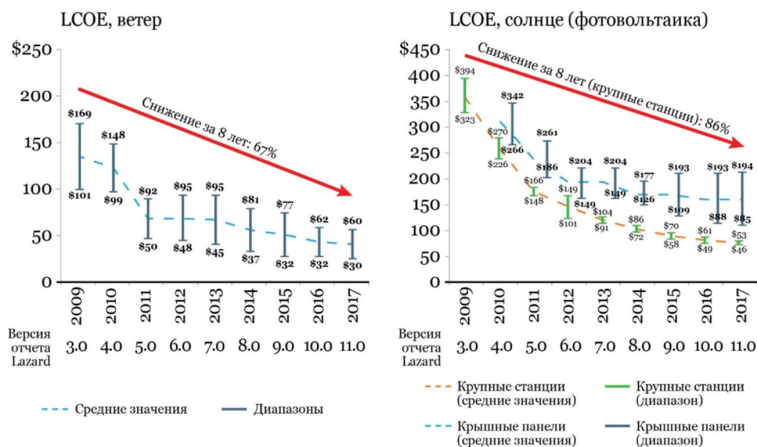 LCOE, ветер
$250
200
150
100
50
0
Снижение за 8 лет: 67%
$169
$101
$148
$99
$92
$50
$95
$48
$95
$45
$81
$37
$77
$32
$62
$32
$60
$30
2009 2010 2011 2012 2013 2014 2015 2016 2017
Версия
отчета
Lazard
3.0 4.0 5.0 6.0 7.0 8.0 9.0 10.0 11.0
Средние значения
Диапазоны
LCOE, солнце (фотовольтаика)
$450
400
350
300
250
200
150
100
50
0
Снижение за 8 лет (крупные станции): 86%
$394
$323
$270
$226
$342
$266
$166
$148
$261
$186
$149
$101
$204
$149
$104
$91
$204
$149
$86
$72
$177
$126
$70
$58
$193
$109
$61
$49
$193
$88
$53
$46
$194
$85
2009 2010 2011 2012 2013 2014 2015 2016 2017
Версия
отчета
Lazard
3.0 4.0 5.0 6.0 7.0 8.0 9.0 10.0 11.0
Крупные станции
(средние значения)
Крупные станции
(диапазон)
Крышные панели
(средние значения)
Крышные панели
(диапазон)